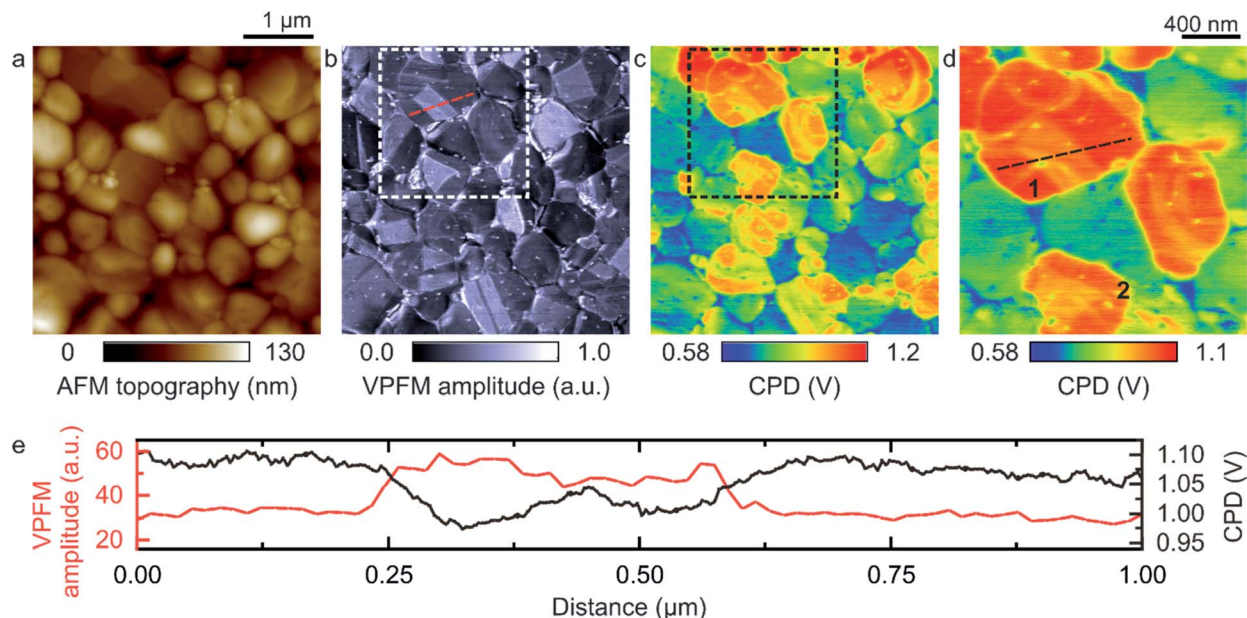 1 µm
400 nm
a
b
c
d
1
2
0 130
AFM topography (nm)
0.0 1.0
VPFM amplitude (a.u.)
0.58 1.2
CPD (V)
0.58 1.1
CPD (V)
e
VPFM
amplitude (a.u.)
60
40
20
1.10
1.05
1.00
0.95
CPD (V)
0.00 0.25 0.50 0.75 1.00
Distance (µm)